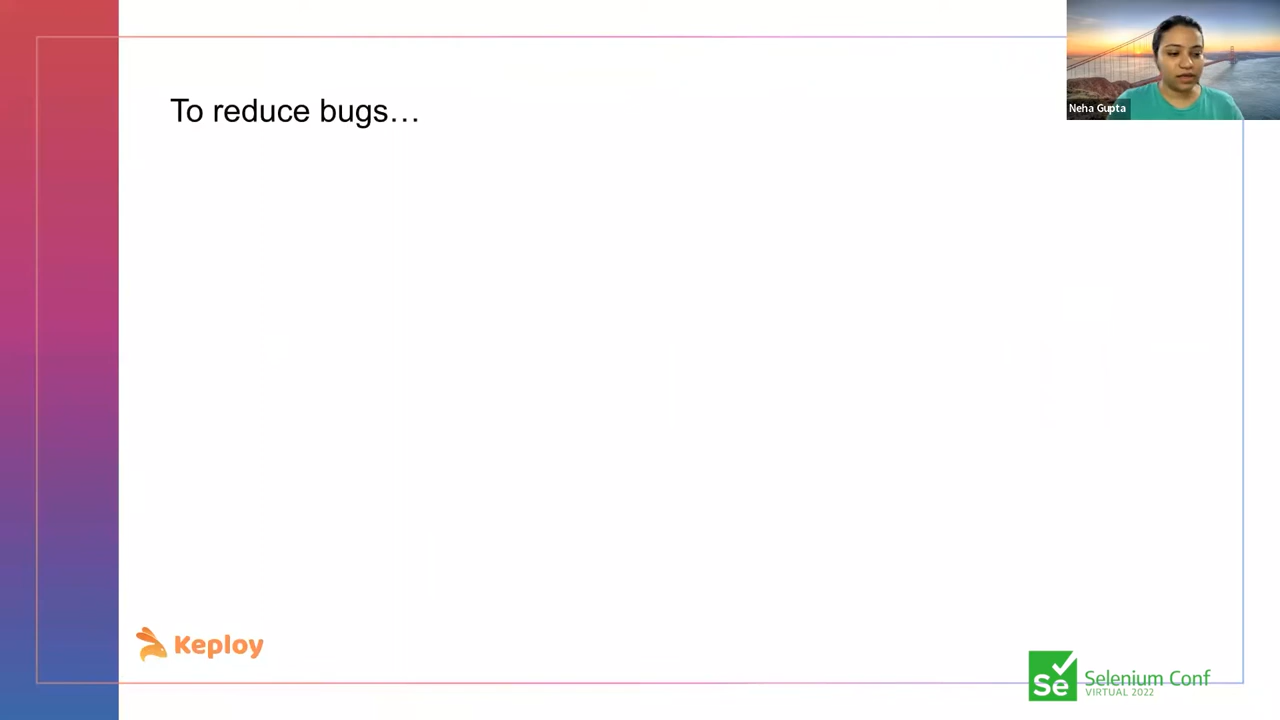 Neha Gupta
To reduce bugs…
Keploy
Se
Selenium Conf
VIRTUAL 2022